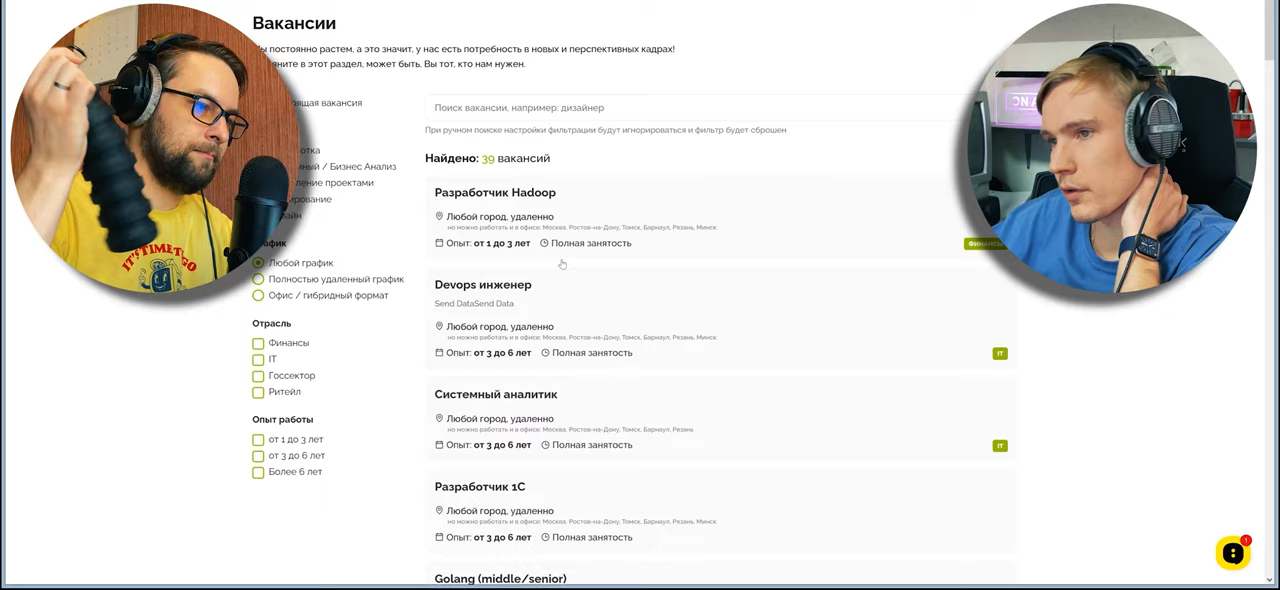 Вакансии
постоянно растем, а это значит, у нас есть потребность в новых и перспективных кадрах!
в этот раздел, может быть, Вы тот, кто нам нужен.
вакансия
Поиск вакансии, например: дизайнер
При ручном поиске настройки фильтрации будут игнорироваться и фильтр будет сброшен
Найдено: 39 вакансий
/ Бизнес Анализ
проектами
Любой график
Полностью удаленный график
Офис / гибридный формат
Отрасль
Финансы
IT
Госсектор
Ритейл
Опыт работы
от 1 до 3 лет
от 3 до 6 лет
Более 6 лет
Разработчик Hadoop
Любой город, удаленно
но можно работать и в офисе: Москва, Ростов-на-Дону, Томск, Барнаул, Рязань, Минск
Опыт: от 1 до 3 лет Полная занятость
Devops инженер
Send DataSend Data
Любой город, удаленно
но можно работать и в офисе: Москва, Ростов-на-Дону, Томск, Барнаул, Рязань, Минск
Опыт: от 3 до 6 лет Полная занятость
IT
Системный аналитик
Любой город, удаленно
но можно работать и в офисе: Москва, Ростов-на-Дону, Томск, Барнаул, Рязань
Опыт: от 3 до 6 лет Полная занятость
IT
Разработчик 1С
Любой город, удаленно
но можно работать и в офисе: Москва, Ростов-на-Дону, Томск, Барнаул, Рязань, Минск
Опыт: от 3 до 6 лет Полная занятость
Golang (middle/senior)
IT'S TIME TO GO
ON A
1